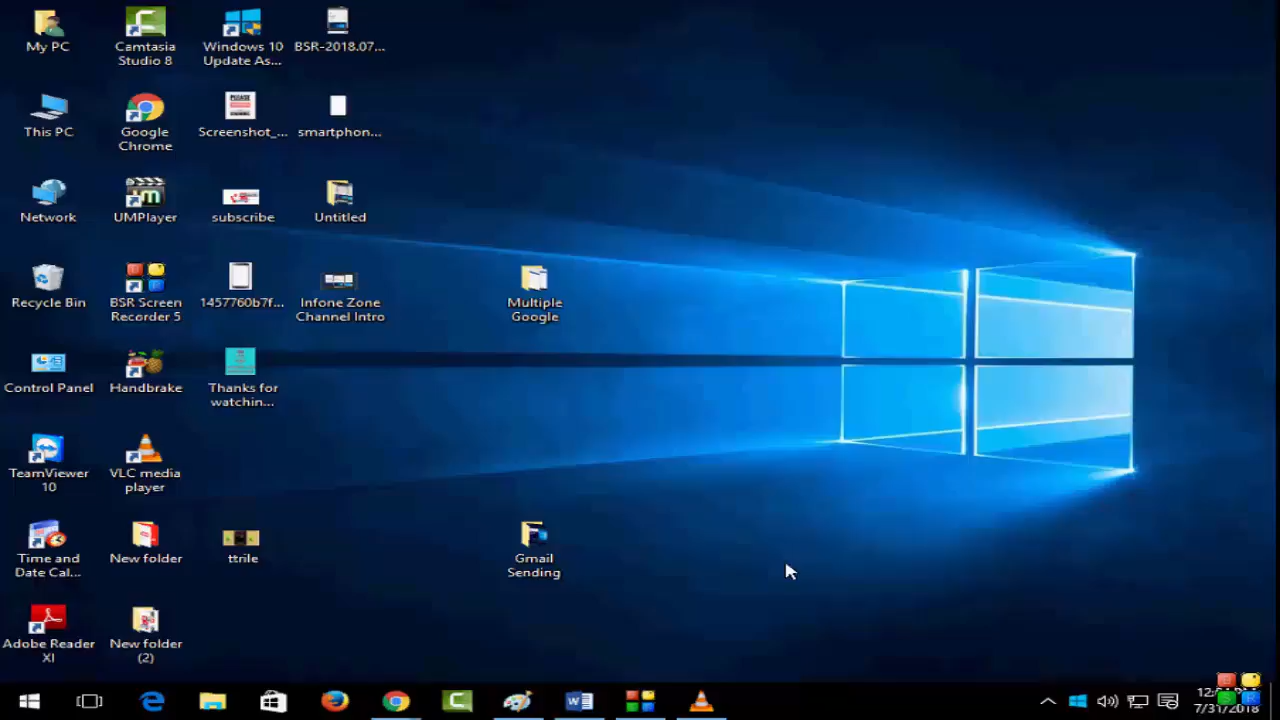 My PC
Camtasia
Studio 8
Windows 10
Update As...
BSR-2018.07...
This PC
Google
Chrome
Screenshot_...
smartphon...
Network
UMPlayer
subscribe
Untitled
Recycle Bin
BSR Screen
Recorder 5
1457760b7f...
Infone Zone
Channel Intro
Multiple
Google
Control Panel
Handbrake
Thanks for
watchin...
TeamViewer
10
VLC media
player
Time and
Date Cal...
New folder
ttrile
Gmail
Sending
Adobe Reader
XI
New folder
(2)
7/31/2018